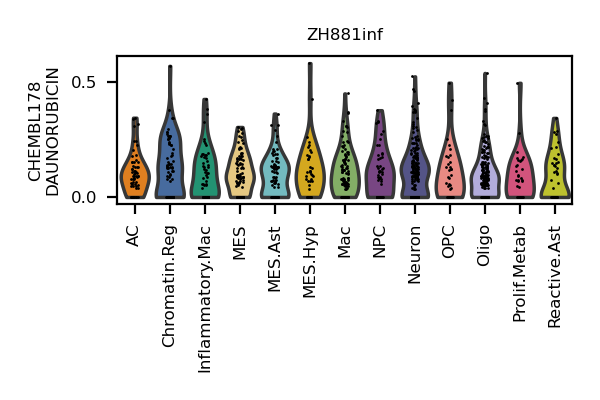 ZH881inf
CHEMBL178
DAUNORUBICIN
0.5
0.0
AC
Chromatin.Reg
Inflammatory.Mac
MES
MES.Ast
MES.Hyp
Mac
NPC
Neuron
OPC
Oligo
Prolif.Metab
Reactive.Ast